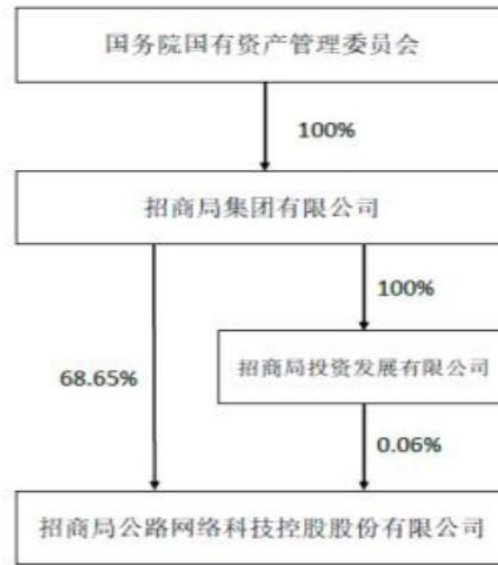 国务院国有资产管理委员会
100%
招商局集团有限公司
100%
招商局投资发展有限公司
68.65%
0.06%
招商局公路网络科技控股股份有限公司